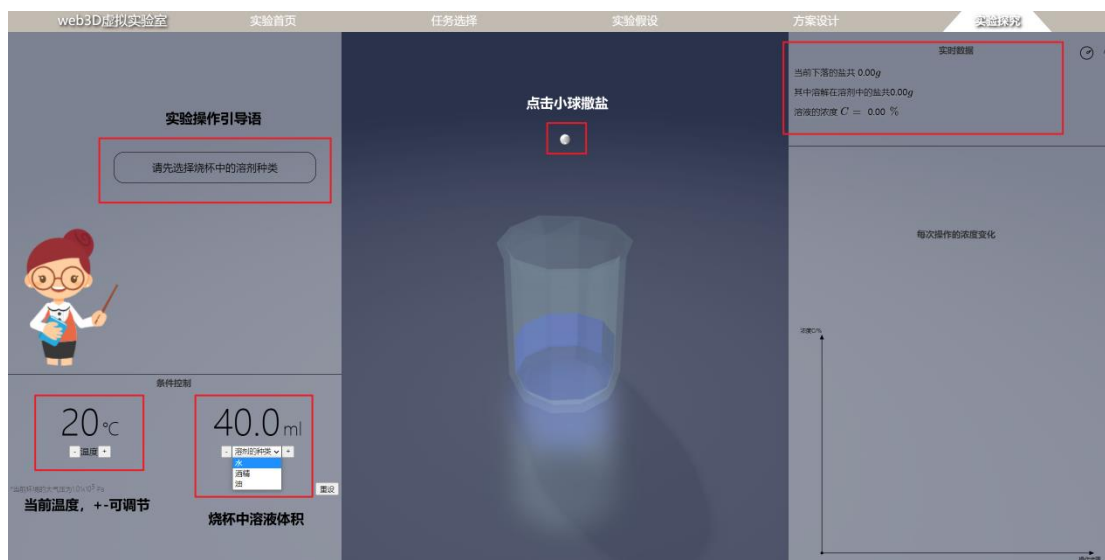 web3D虚拟实验室
实验首页
任务选择
实验假设
方案设计
实验探究
实验操作引导语
请先选择烧杯中的溶剂种类
点击小球撒盐
实时数据
当前下落的盐共 0.00g
其中溶解在溶剂中的盐共0.00g
溶液的浓度 C = 0.00 %
每次操作的浓度变化
浓度C/%
条件控制
20℃
- 温度 +
40.0 ml
- 溶剂的种类 +
水
酒精
油
重设
当前温度，+-可调节
烧杯中溶液体积